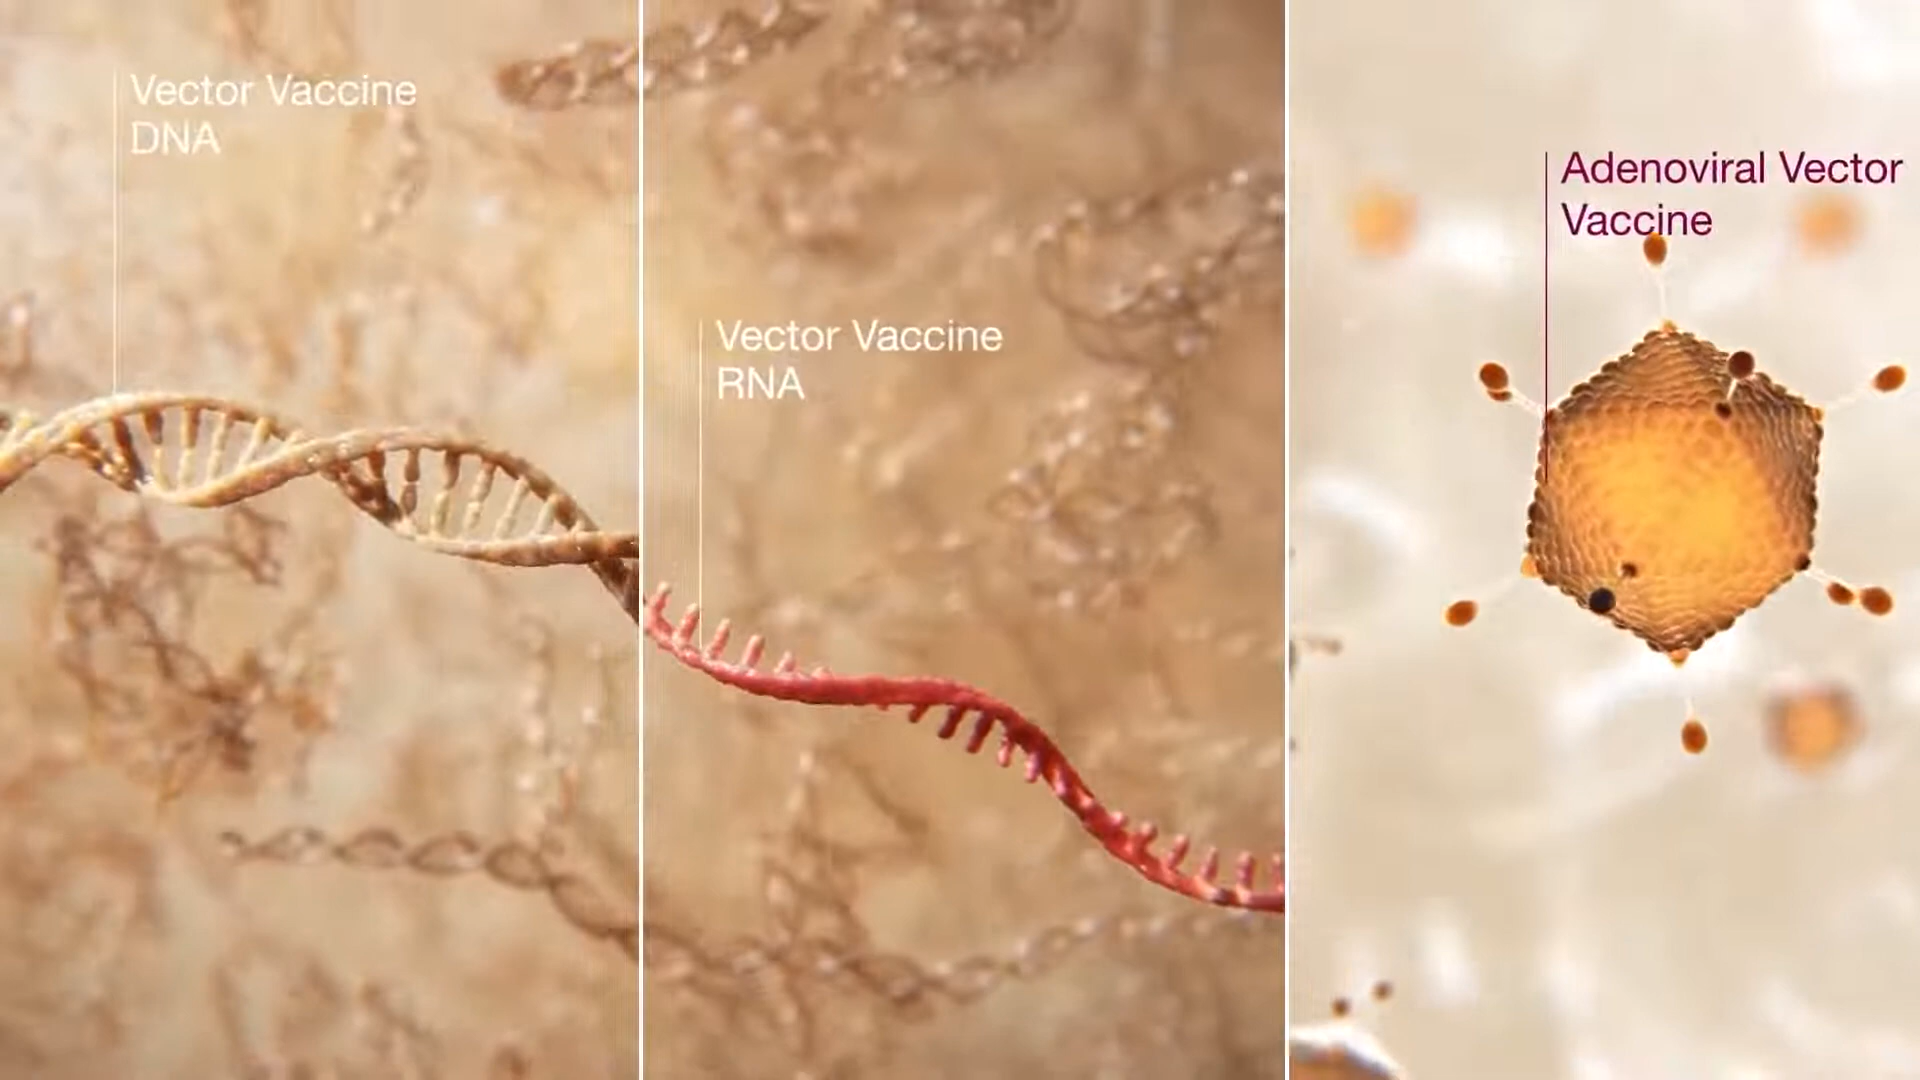 Vector Vaccine
DNA
Vector Vaccine
RNA
Adenoviral Vector
Vaccine